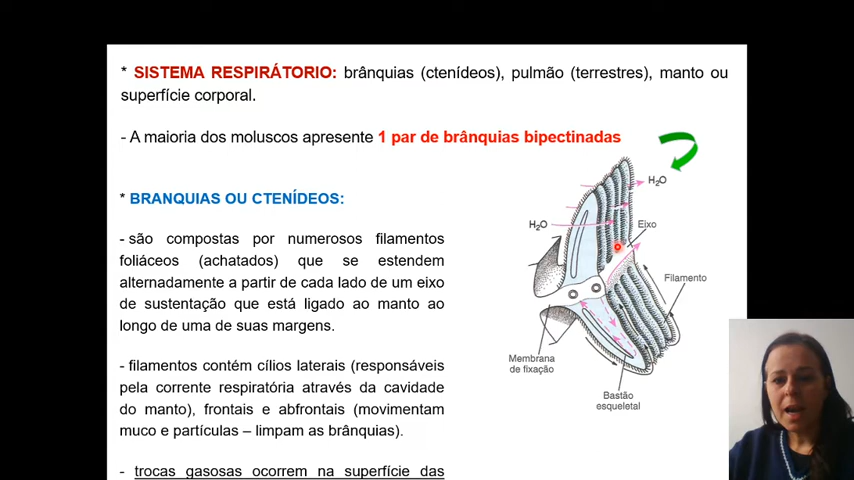 * SISTEMA RESPIRÁTORIO: brânquias (ctenídeos), pulmão (terrestres), manto ou
superfície corporal.
- A maioria dos moluscos apresente 1 par de brânquias bipectinadas
* BRANQUIAS OU CTENÍDEOS:
- são compostas por numerosos filamentos
foliáceos (achatados) que se estendem
alternadamente a partir de cada lado de um eixo
de sustentação que está ligado ao manto ao
longo de uma de suas margens.
- filamentos contém cílios laterais (responsáveis
pela corrente respiratória através da cavidade
do manto), frontais e abfrontais (movimentam
muco e partículas – limpam as brânquias).
- trocas gasosas ocorrem na superfície das
H₂O
H₂O
Eixo
Filamento
Membrana
de fixação
Bastão
esqueletal